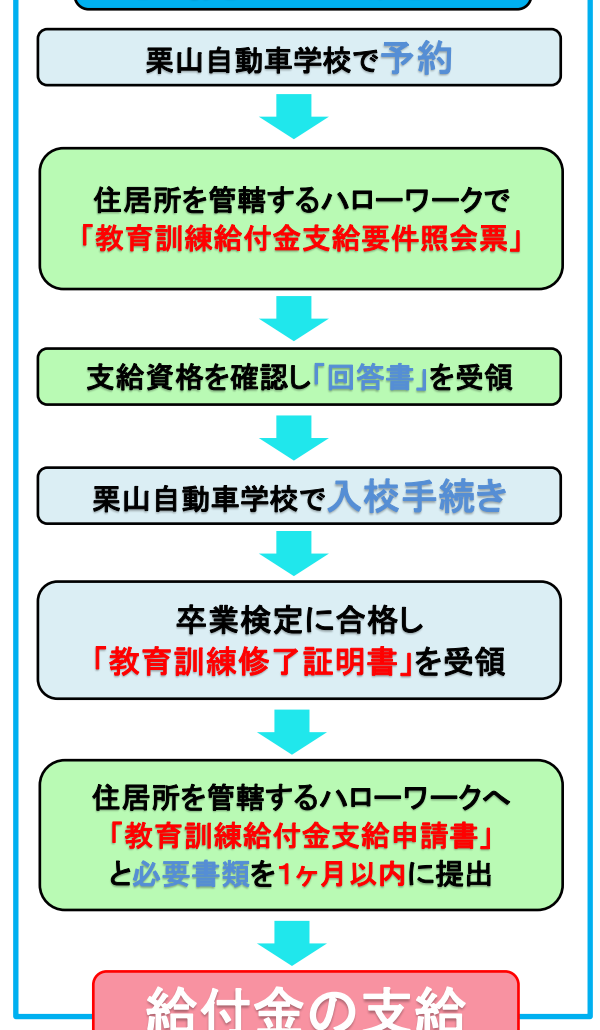 栗山自動車学校で予約
住居所を管轄するハローワークで
「教育訓練給付金支給要件照会票」
支給資格を確認し「回答書」を受領
栗山自動車学校で入校手続き
卒業検定に合格し
「教育訓練修了証明書」を受領
住居所を管轄するハローワークへ
「教育訓練給付金支給申請書」
と必要書類を1ヶ月以内に提出
給付金の支給